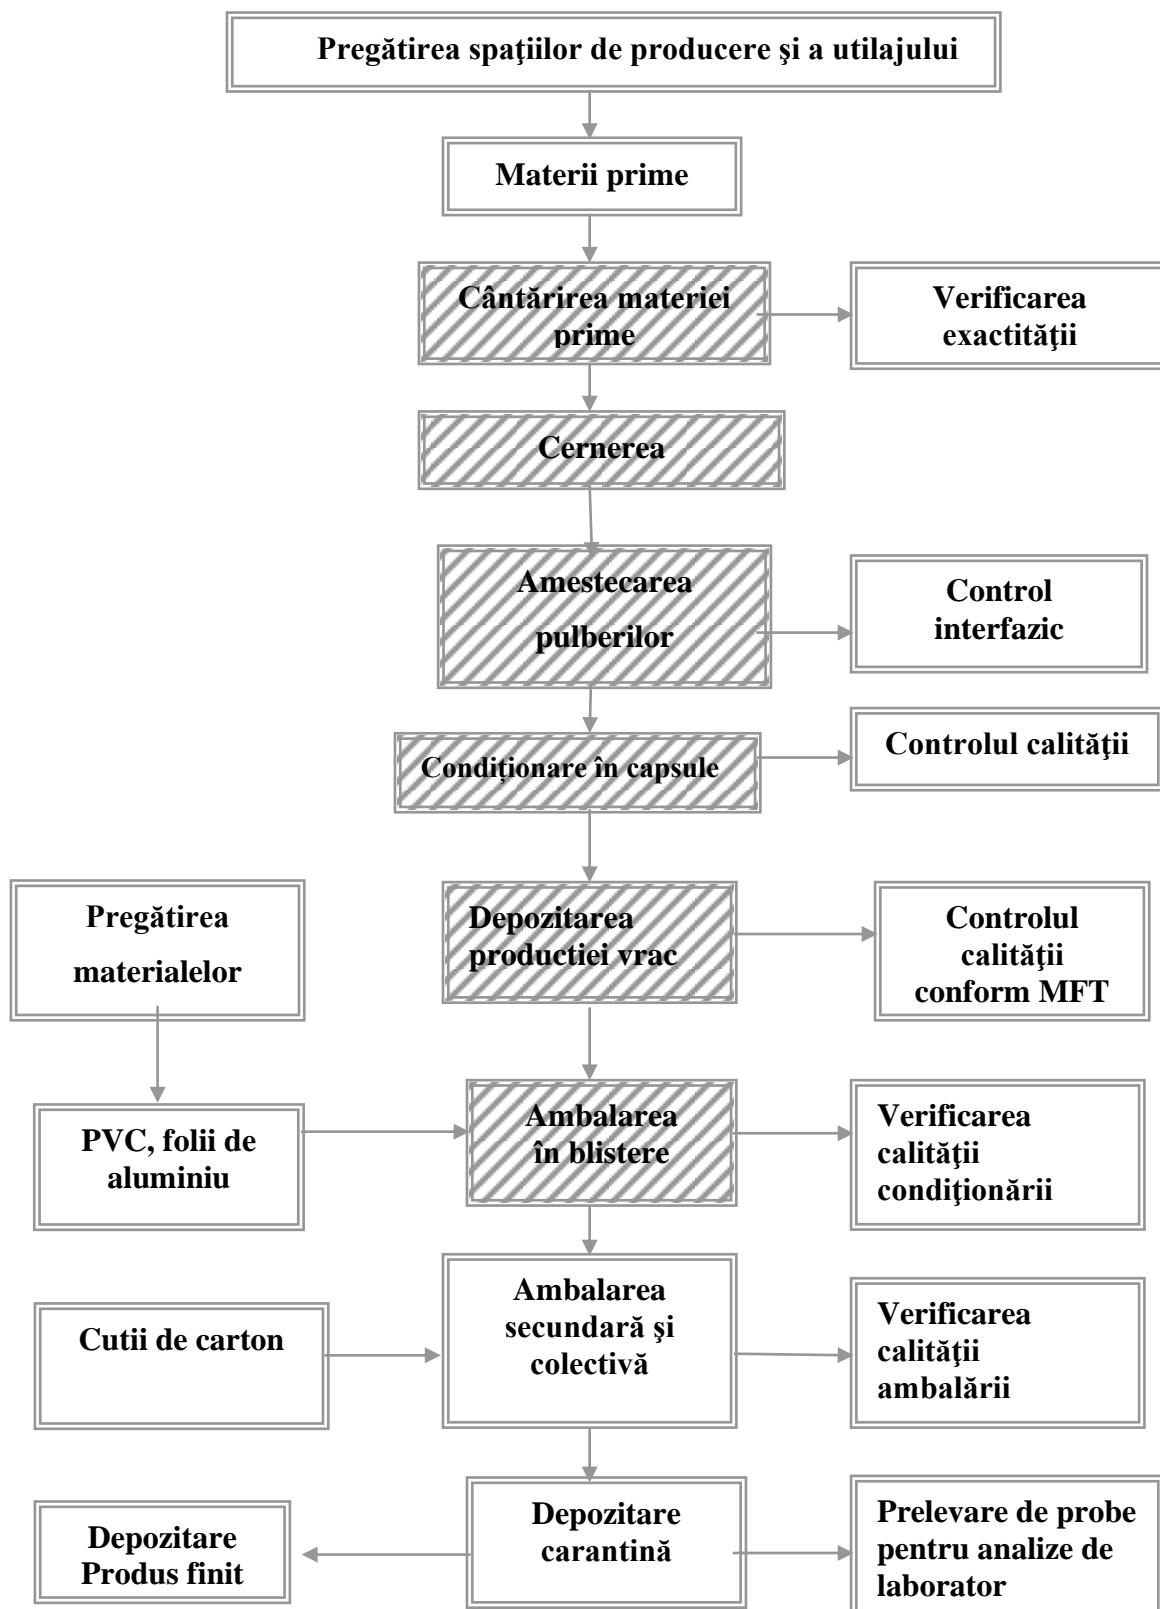 Pregătirea spaţiilor de producere şi a utilajului
Materii prime
Cântărirea materiei
prime
Verificarea
exactităţii
Cernerea
Amestecarea
pulberilor
Control
interfazic
Condiționare în capsule
Controlul calităţii
Pregătirea
materialelor
Depozitarea
productiei vrac
Controlul
calităţii
conform MFT
PVC, folii de
aluminiu
Ambalarea
în blistere
Verificarea
calităţii
condiţionării
Cutii de carton
Ambalarea
secundară şi
colectivă
Verificarea
calităţii
ambalării
Depozitare
Produs finit
Depozitare
carantină
Prelevare de probe
pentru analize de
laborator